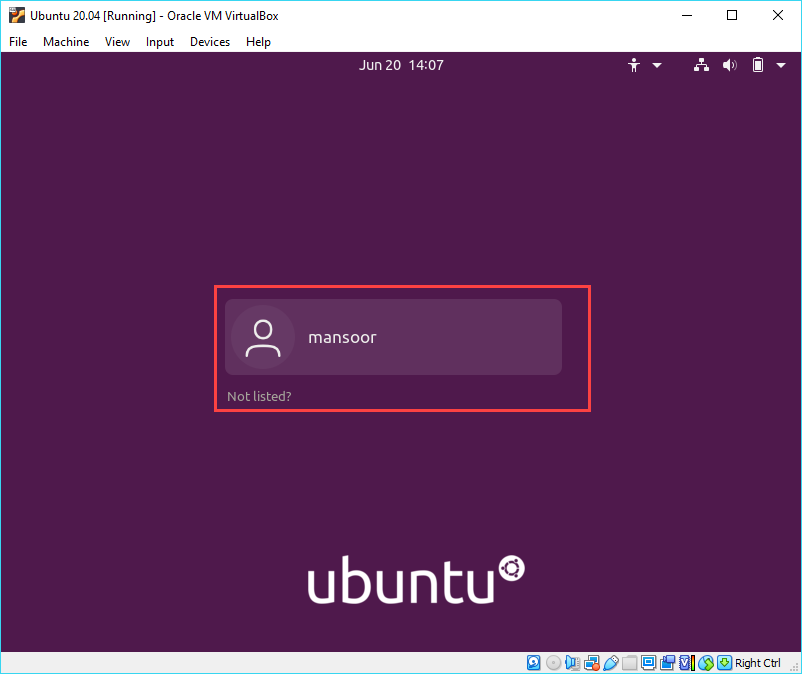 Ubuntu 20.04 [Running] - Oracle VM VirtualBox
File Machine View Input Devices Help
Jun 20 14:07
mansoor
Not listed?
ubuntu
Right Ctrl